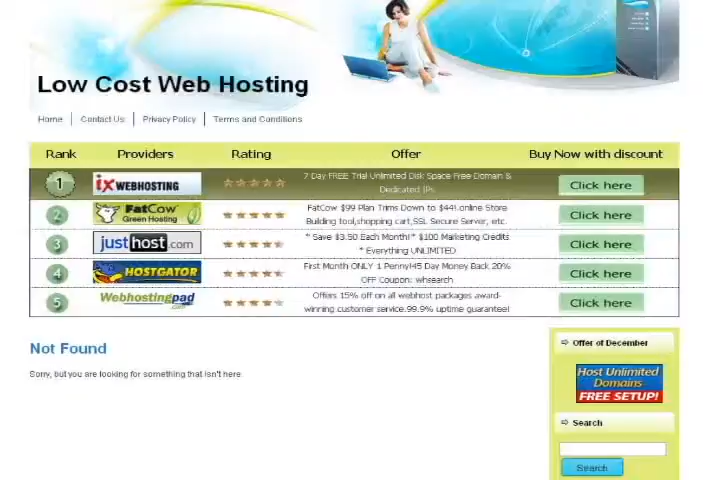 Low Cost Web Hosting
Home Contact Us Privacy Policy Terms and Conditions
Rank Providers Rating Offer Buy Now with discount
1 IX WEBHOSTING 7 Day FREE Trial Unlimited Disk Space Free Domain &
Dedicated IPs Click here
2 FatCow Green Hosting FatCow $99 Plan Trims Down to $44!.online Store
Building tool,shopping cart,SSL Secure Server, etc. Click here
3 justhost.com * Save $3.50 Each Month!* $100 Marketing Credits
* Everything UNLIMITED Click here
4 HOSTGATOR First Month ONLY 1 Penny!45 Day Money Back 20%
OFF Coupon: whsearch Click here
5 Webhostingpad .com Offers 15% off on all webhost packages award-
winning customer service.99.9% uptime guarantee! Click here
Not Found
Sorry, but you are looking for something that isn't here.
Offer of December
Host Unlimited
Domains
FREE SETUP!
Search
Search